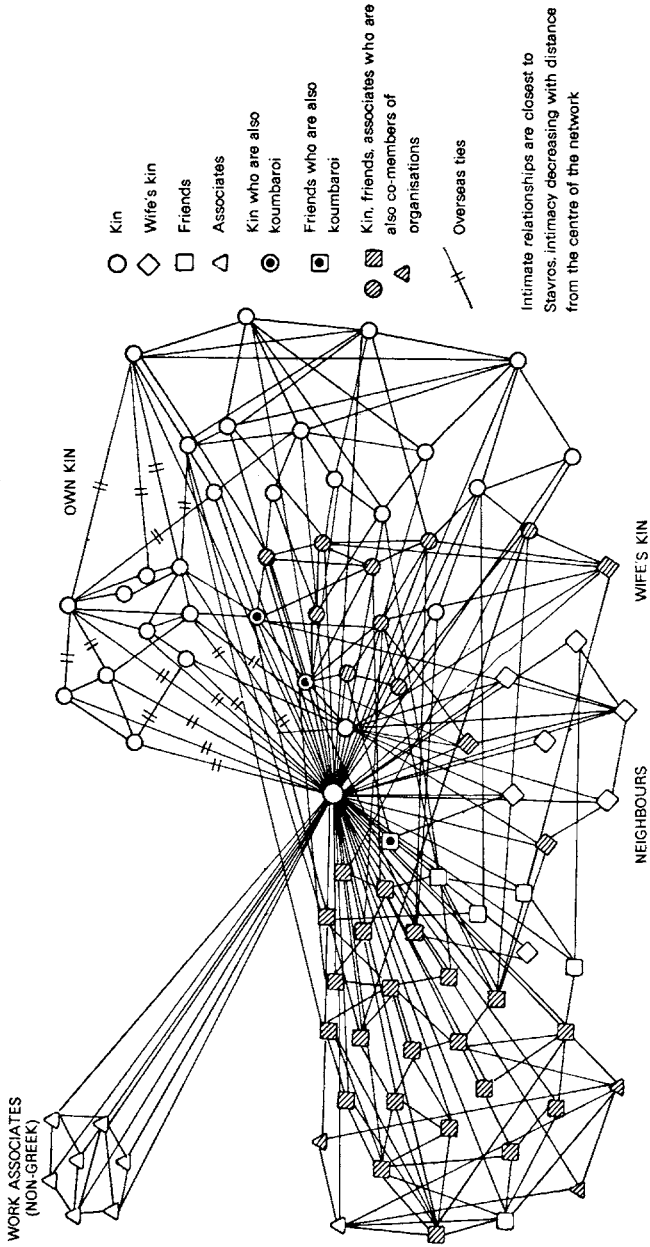 WORK ASSOCIATES
(NON-GREEK)
OWN KIN
NEIGHBOURS
WIFE'S KIN
Kin
Wife's kin
Friends
Associates
Kin who are also
koumbaroi
Friends who are also
koumbaroi
Kin, friends, associates who are
also co-members of
organisations
Overseas ties
Intimate relationships are closest to
Stavros, intimacy decreasing with distance
from the centre of the network